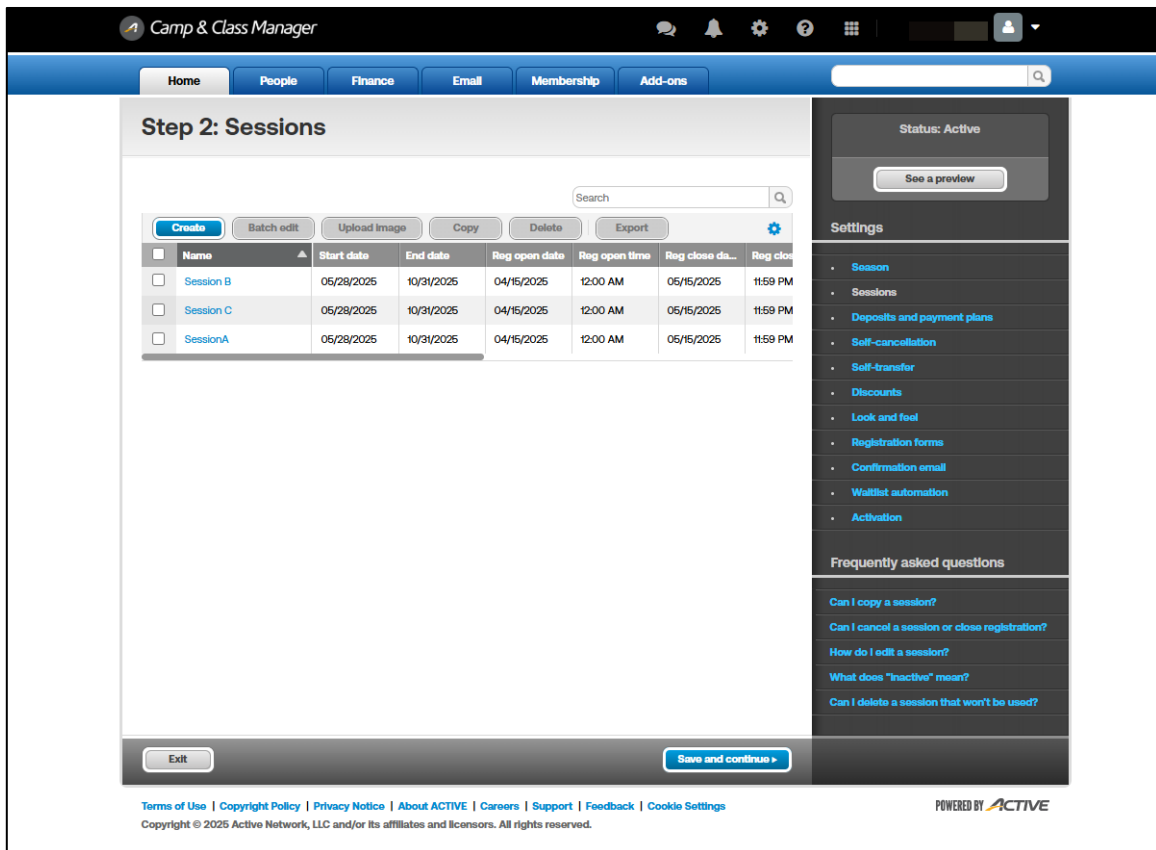 Camp & Class Manager
Home People Finance Email Membership Add-ons
Step 2: Sessions
Search
Create Batch edit Upload image Copy Delete Export
Name Start date End date Reg open date Reg open time Reg close da... Reg clos
Session B 05/28/2025 10/31/2025 04/15/2025 12:00 AM 05/15/2025 11:59 PM
Session C 05/28/2025 10/31/2025 04/15/2025 12:00 AM 05/15/2025 11:59 PM
SessionA 05/28/2025 10/31/2025 04/15/2025 12:00 AM 05/15/2025 11:59 PM
Exit
Save and continue
Status: Active
See a preview
Settings
Season
Sessions
Deposits and payment plans
Self-cancellation
Self-transfer
Discounts
Look and feel
Registration forms
Confirmation email
Waitlist automation
Activation
Frequently asked questions
Can I copy a session?
Can I cancel a session or close registration?
How do I edit a session?
What does "inactive" mean?
Can I delete a session that won't be used?
Terms of Use | Copyright Policy | Privacy Notice | About ACTIVE | Careers | Support | Feedback | Cookie Settings
Copyright © 2025 Active Network, LLC and/or its affiliates and licensors. All rights reserved.
POWERED BY ACTIVE